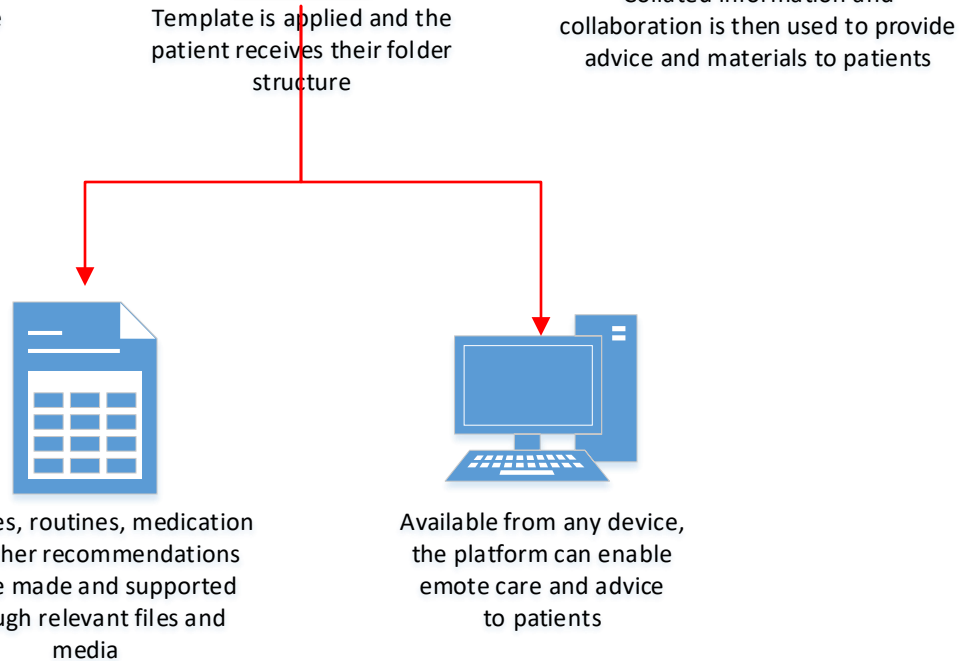 Template is applied and the
patient receives their folder
structure
collaboration is then used to provide
advice and materials to patients
es, routines, medication
her recommendations
e made and supported
ugh relevant files and
media
Available from any device,
the platform can enable
emote care and advice
to patients